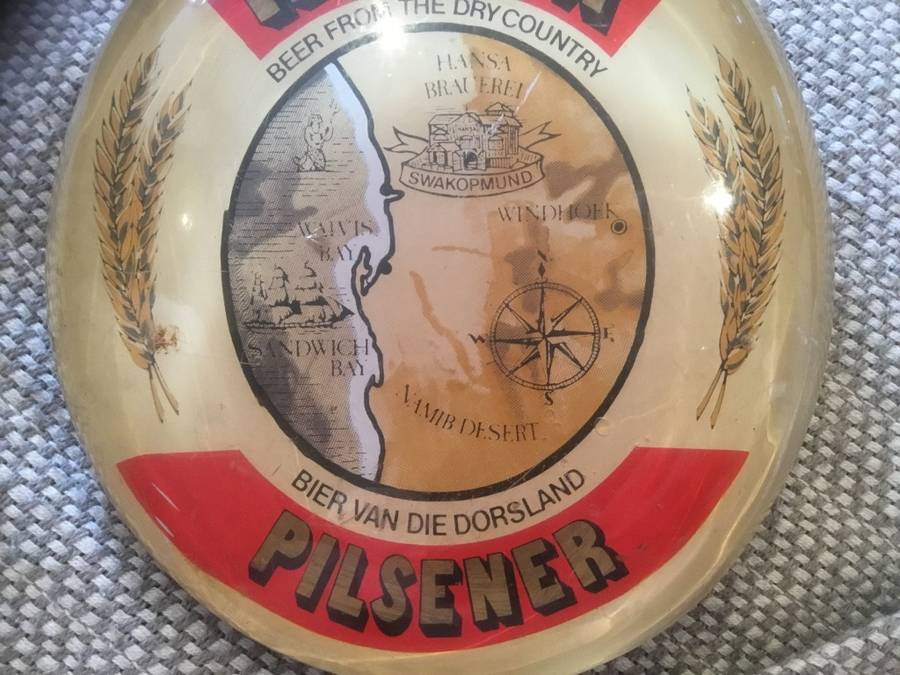 BEER FROM THE DRY COUNTRY
HANSA
BRAUEREI
SWAKOPMUND
WINDHOEK
WALVIS
BAY
N
W E
S
SANDWICH
BAY
NAMIB DESERT
BIER VAN DIE DORSLAND
PILSENER